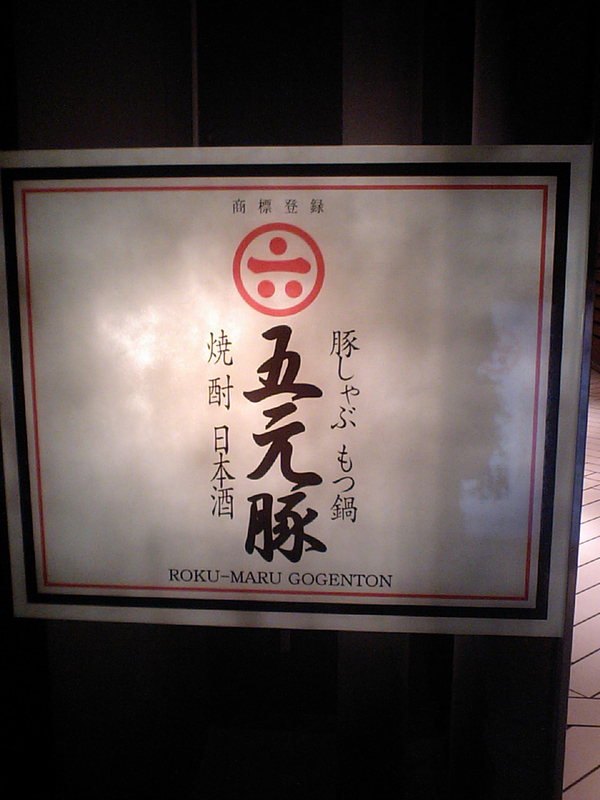 商標登録
六
豚しゃぶ もつ鍋
五元豚
焼酎 日本酒
ROKU-MARU GOGENTON